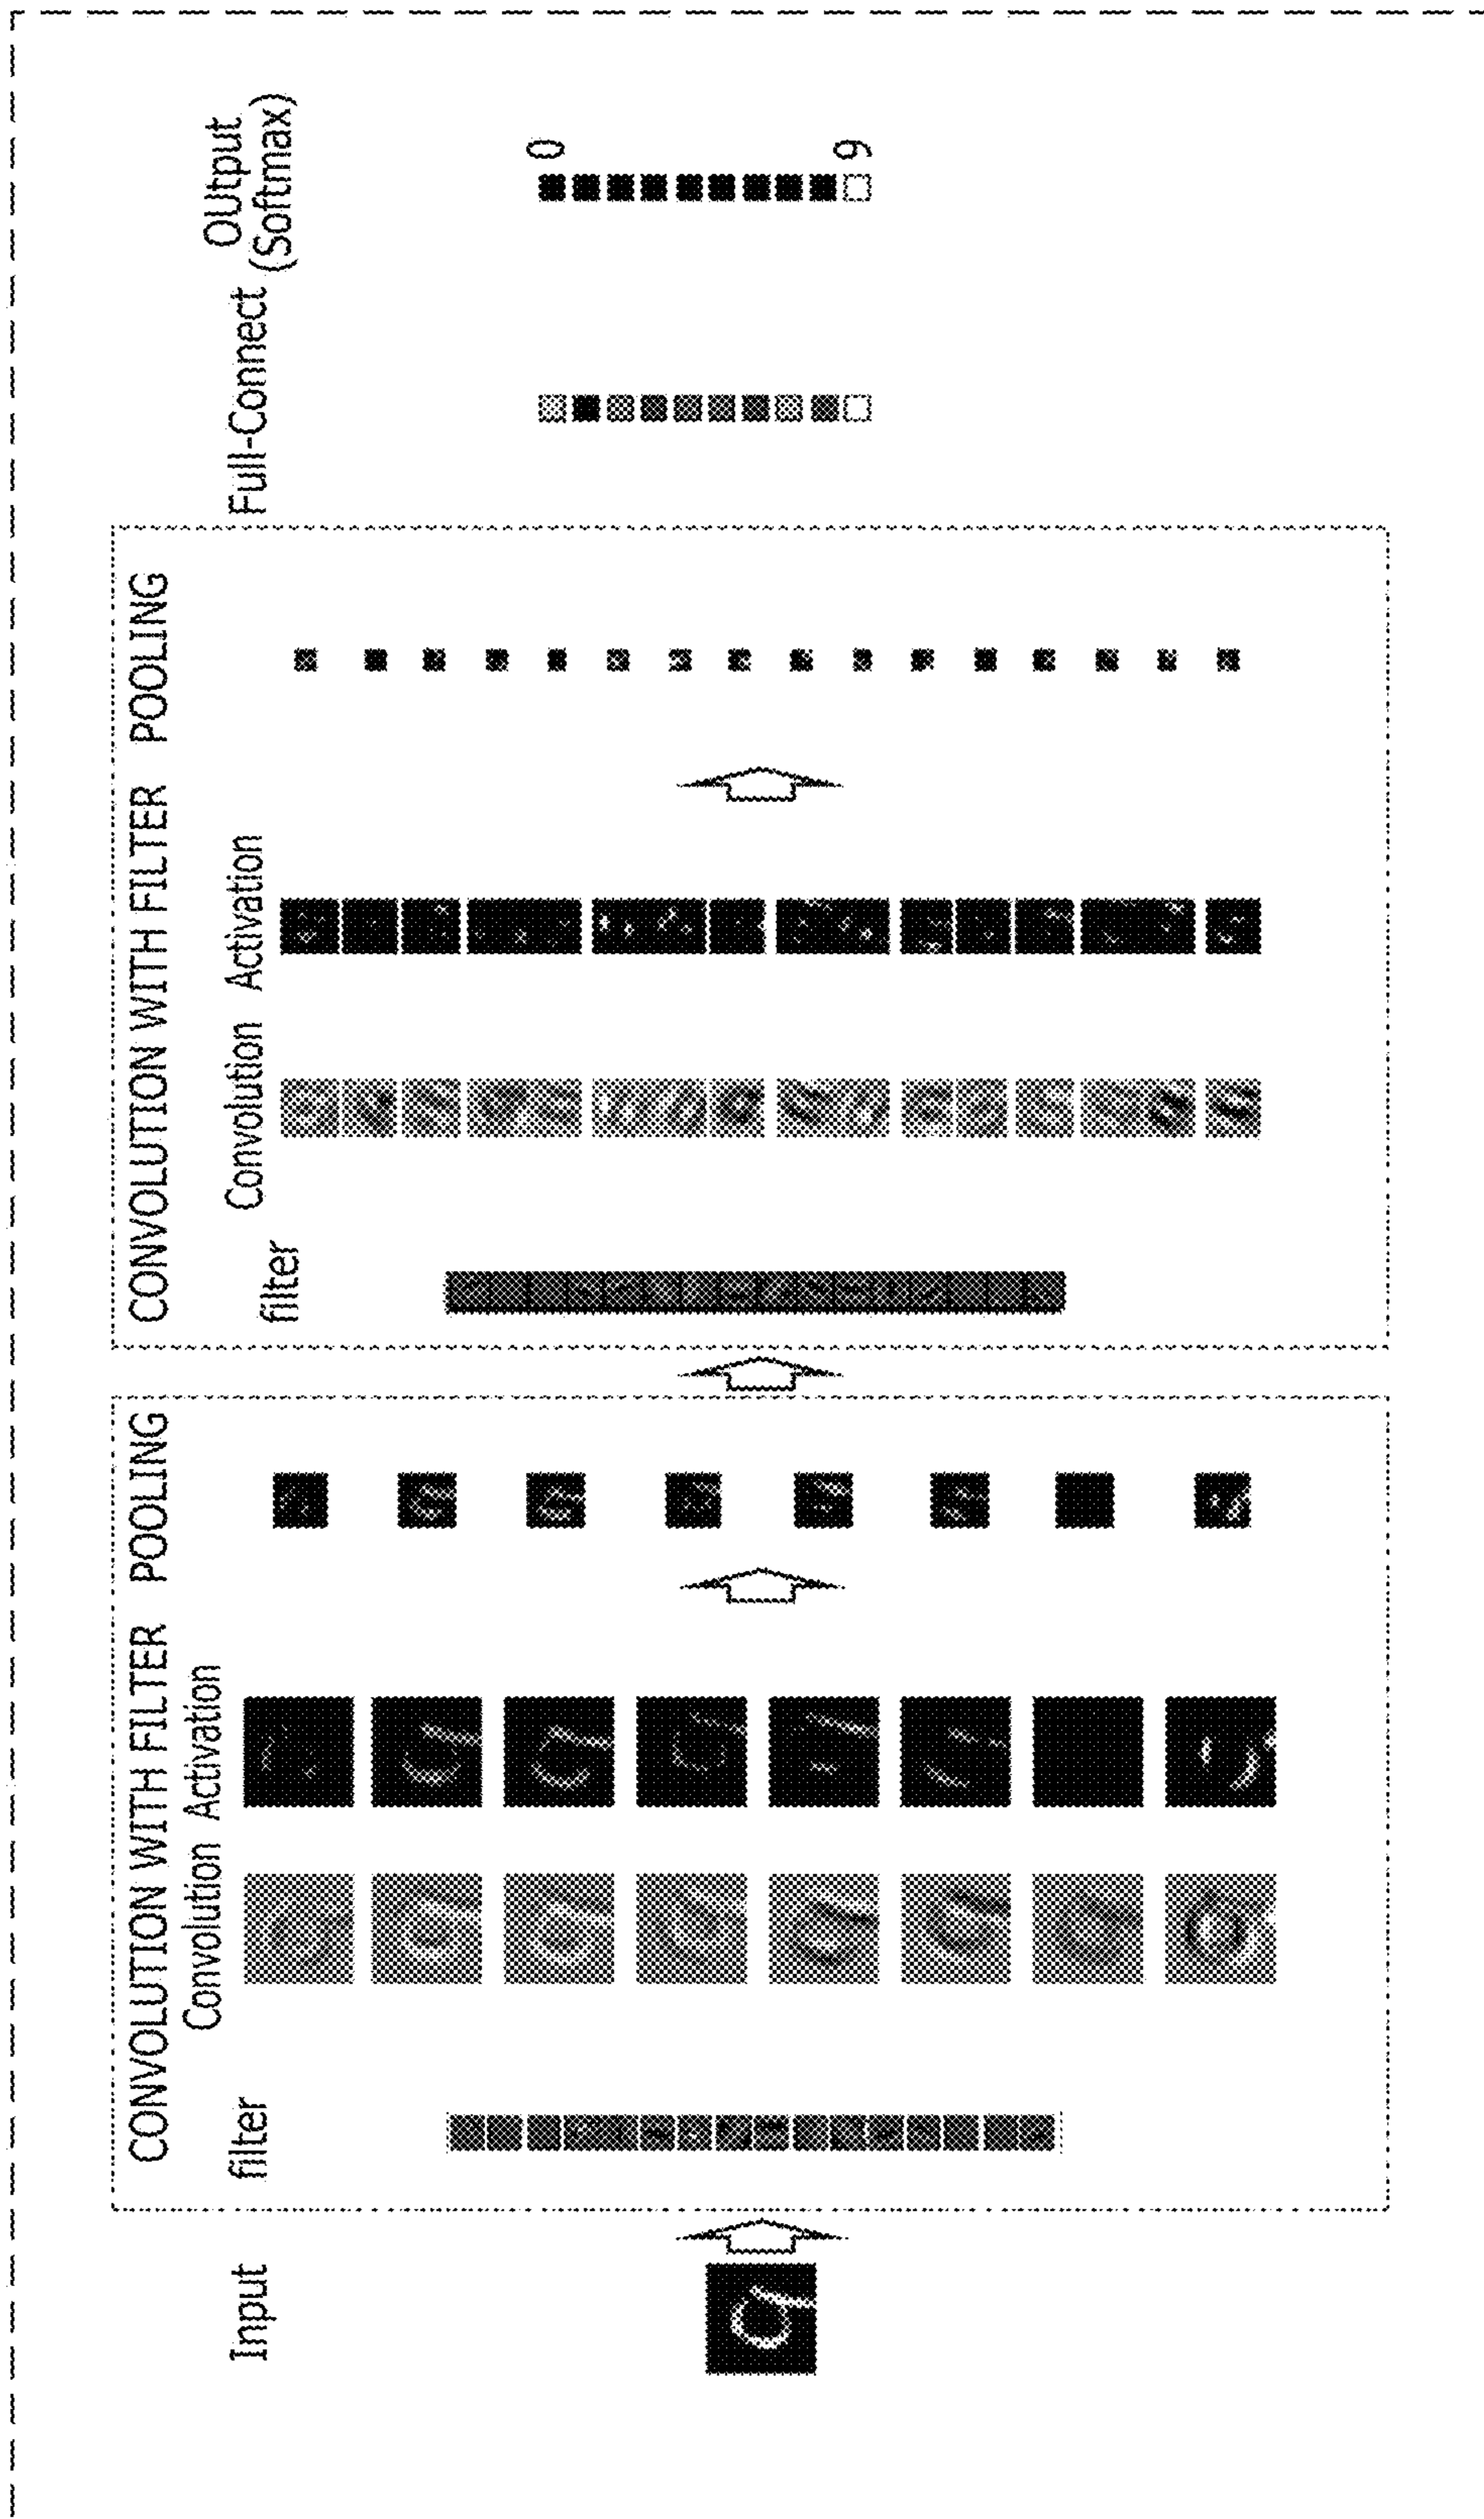 Input
CONVOLUTION WITH FILTER POOLING
filter
Convolution Activation
CONVOLUTION WITH FILTER POOLING
filter
Convolution Activation
Full-Connect
OUtput
(Softmax)
0
9